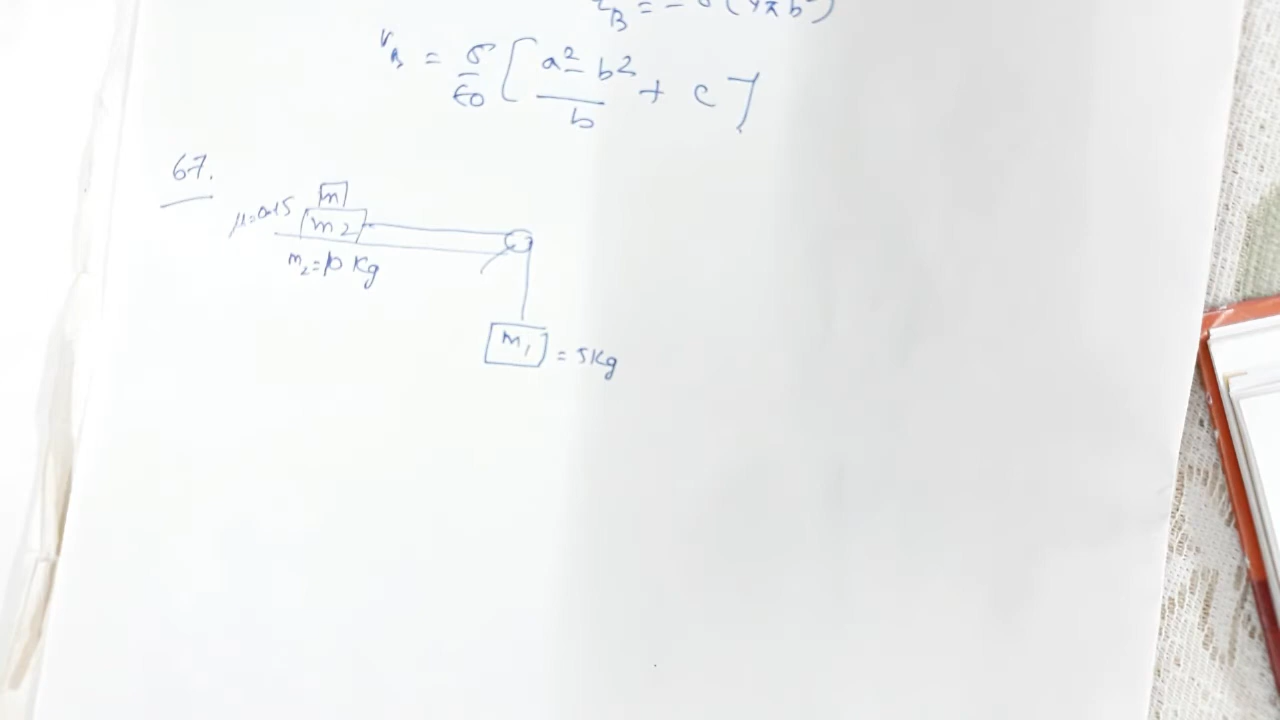 V_B = σ/ε0 [ a² - b² / b + c ]
67.
m
μ=0.15 m2
m2=10 Kg
m1 = 5Kg